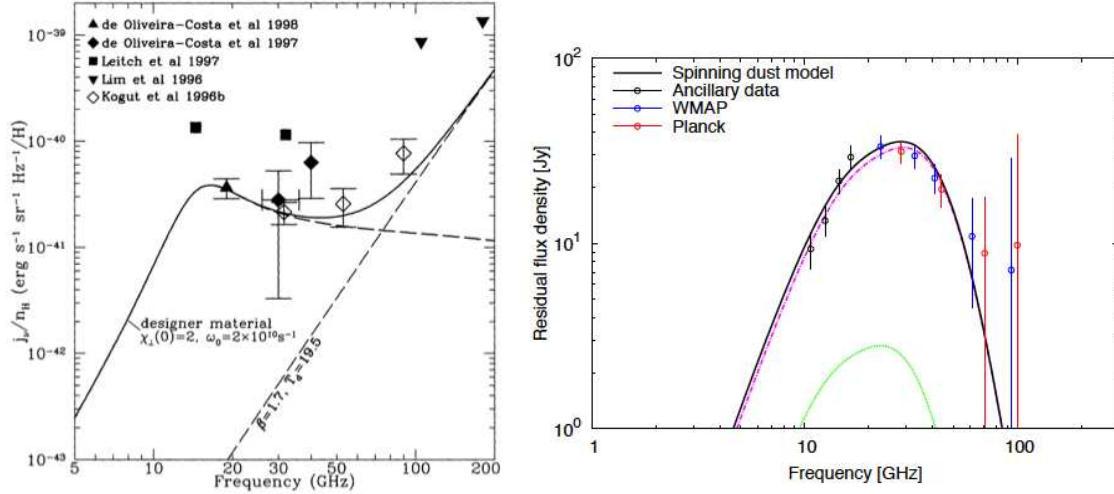 10⁻³⁹
10⁻⁴⁰
10⁻⁴¹
10⁻⁴²
10⁻⁴³
jᵥ/n_H (erg s⁻¹ sr⁻¹ Hz⁻¹/H)
▲ de Oliveira-Costa et al 1998
◆ de Oliveira-Costa et al 1997
■ Leitch et al 1997
▼ Lim et al 1996
◇ Kogut et al 1996b
designer material
χ⊥(0)=2, ω₀=2×10¹⁰s⁻¹
β=1.7, T_d=19.5
5 10 20 50 100 200
Frequency (GHz)
10²
10¹
10⁰
Residual flux density [Jy]
Spinning dust model
Ancillary data
WMAP
Planck
1 10 100
Frequency [GHz]